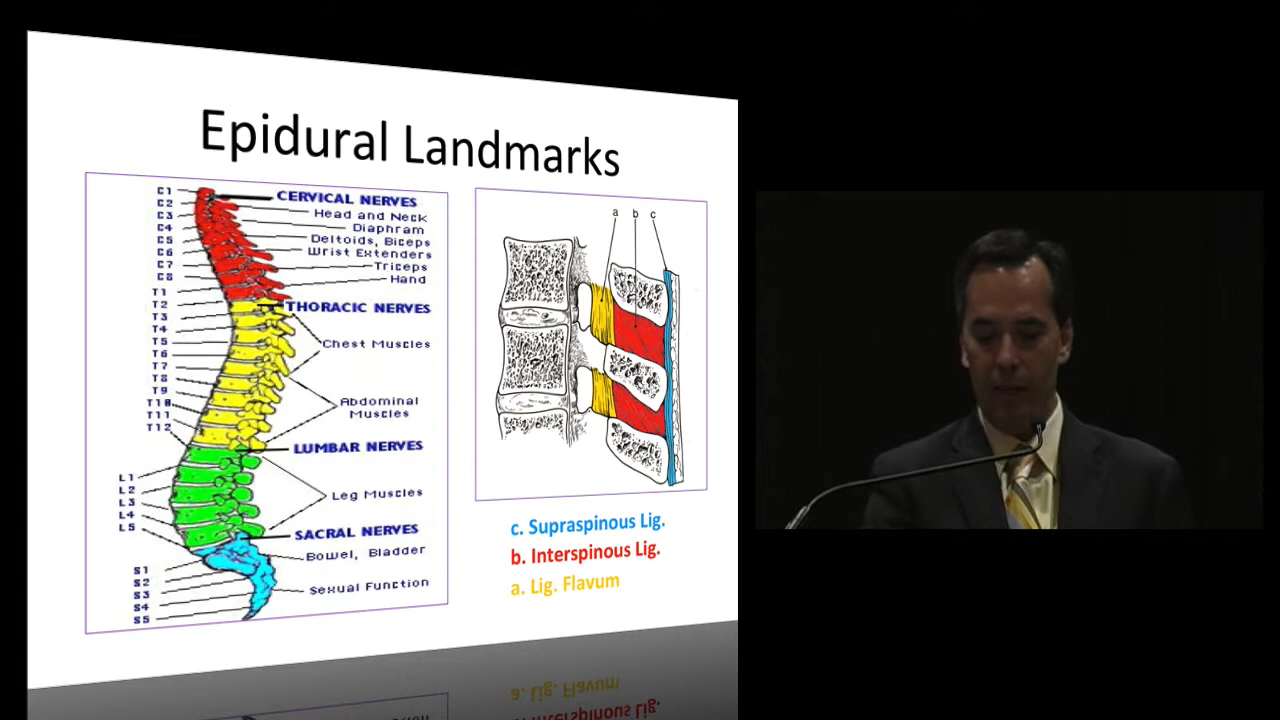 Epidural Landmarks
C1
C2
C3
C4
C5
C6
C7
C8
T1
T2
T3
T4
T5
T6
T7
T8
T9
T10
T11
T12
L1
L2
L3
L4
L5
S1
S2
S3
S4
S5
CERVICAL NERVES
Head and Neck
Diaphram
Deltoids, Biceps
Wrist Extenders
Triceps
Hand
THORACIC NERVES
Chest Muscles
Abdominal
Muscles
LUMBAR NERVES
Leg Muscles
SACRAL NERVES
Bowel, Bladder
Sexual Function
a b c
c. Supraspinous Lig.
b. Interspinous Lig.
a. Lig. Flavum